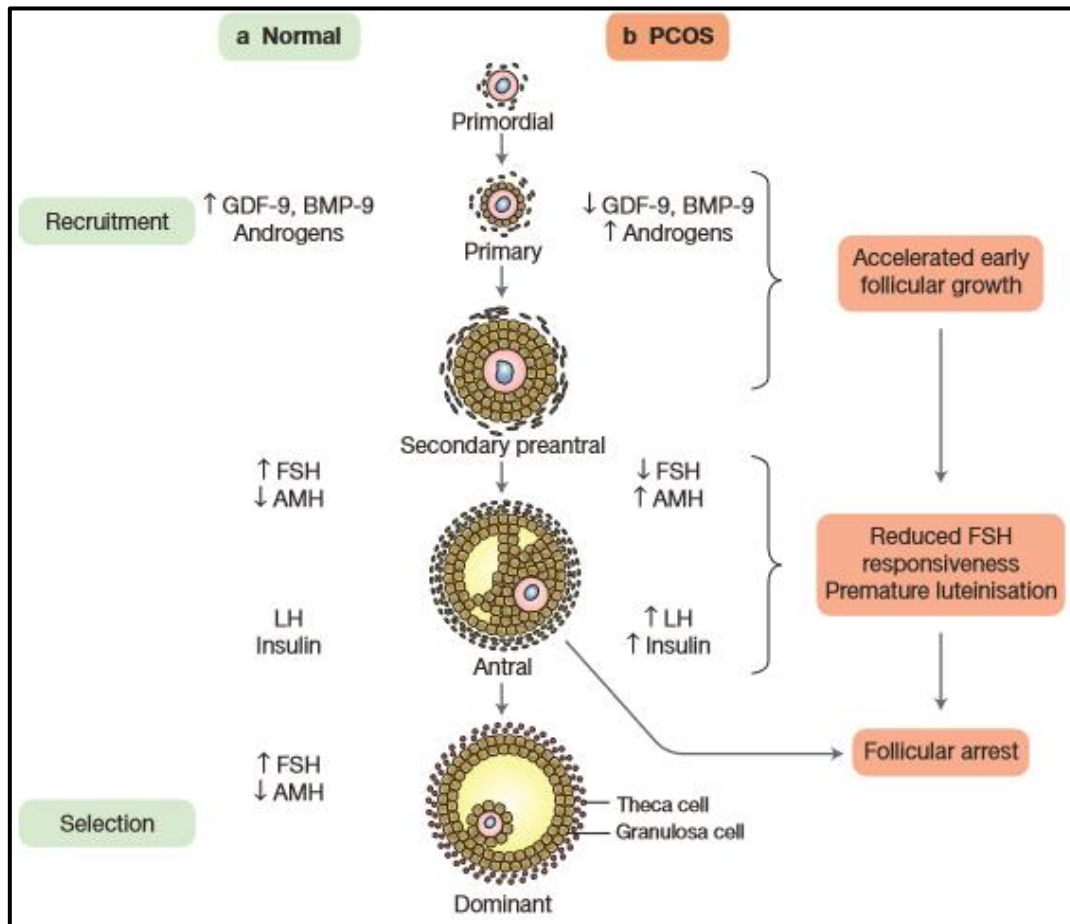 a Normal
b PCOS
Primordial
Recruitment
↑ GDF-9, BMP-9
Androgens
Primary
↓ GDF-9, BMP-9
↑ Androgens
Accelerated early
follicular growth
Secondary preantral
↑ FSH
↓ AMH
↓ FSH
↑ AMH
Reduced FSH
responsiveness
Premature luteinisation
LH
Insulin
↑ LH
↑ Insulin
Antral
Follicular arrest
↑ FSH
↓ AMH
Selection
Theca cell
Granulosa cell
Dominant